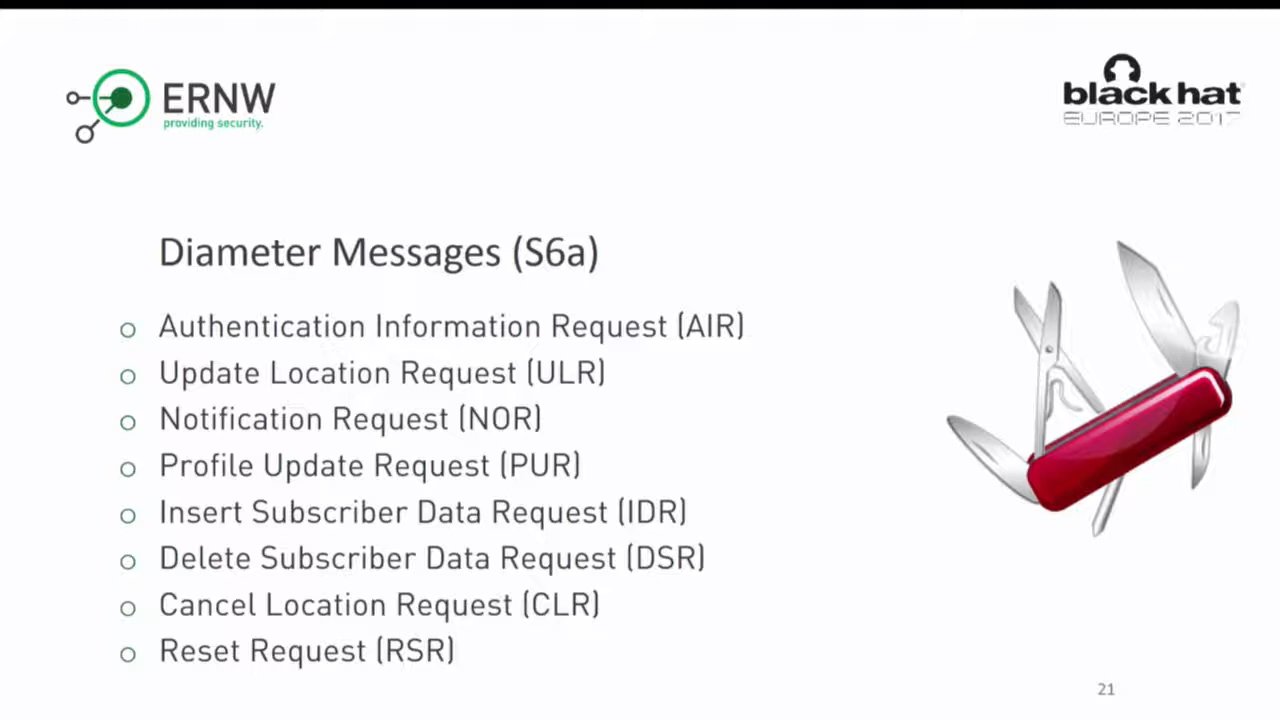 ERNW
providing security.
black hat
EUROPE 2017
Diameter Messages (S6a)
Authentication Information Request (AIR)
Update Location Request (ULR)
Notification Request (NOR)
Profile Update Request (PUR)
Insert Subscriber Data Request (IDR)
Delete Subscriber Data Request (DSR)
Cancel Location Request (CLR)
Reset Request (RSR)
21